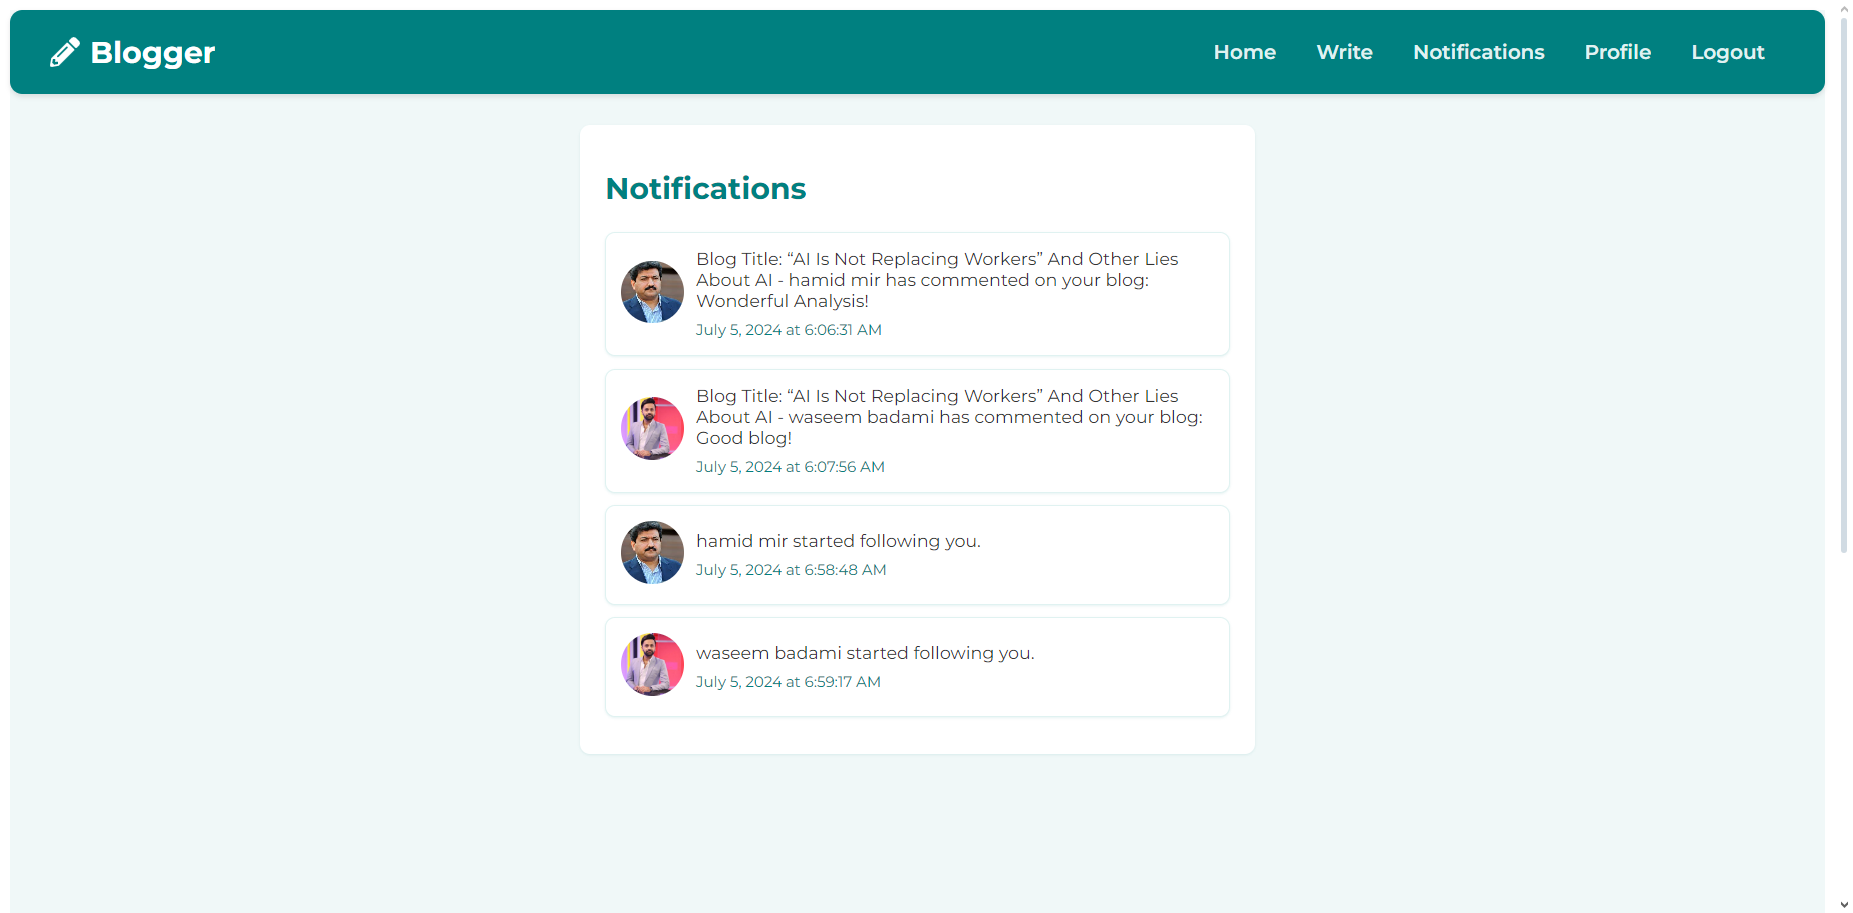 Blogger
Home Write Notifications Profile Logout
Notifications
Blog Title: “AI Is Not Replacing Workers” And Other Lies
About AI - hamid mir has commented on your blog:
Wonderful Analysis!
July 5, 2024 at 6:06:31 AM
Blog Title: “AI Is Not Replacing Workers” And Other Lies
About AI - waseem badami has commented on your blog:
Good blog!
July 5, 2024 at 6:07:56 AM
hamid mir started following you.
July 5, 2024 at 6:58:48 AM
waseem badami started following you.
July 5, 2024 at 6:59:17 AM